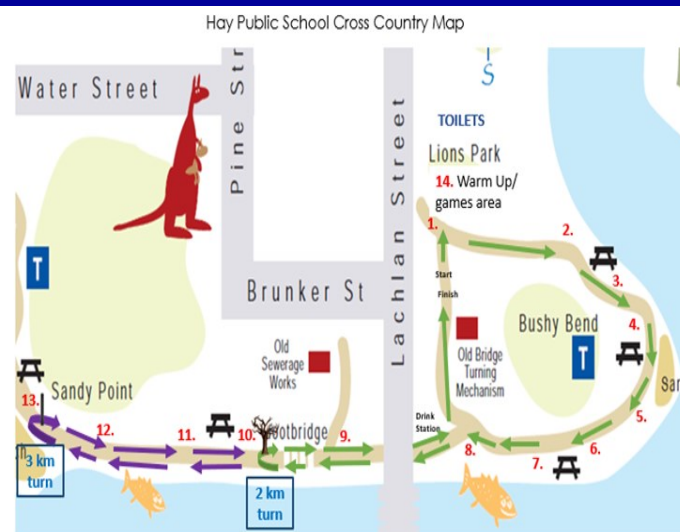 Hay Public School Cross Country Map
Water Street
Pine Str
S
TOILETS
Lions Park
14. Warm Up/
games area
Lachlan Street
1.
2.
3.
4.
Start
Finish
Brunker St
Bushy Bend
T
T
Old Bridge
Turning
Mechanism
Old
Sewerage
Works
Sandy Point
13.
12.
11.
10.
9.
Drink
Station
8.
7.
6.
5.
3 km
turn
2 km
turn